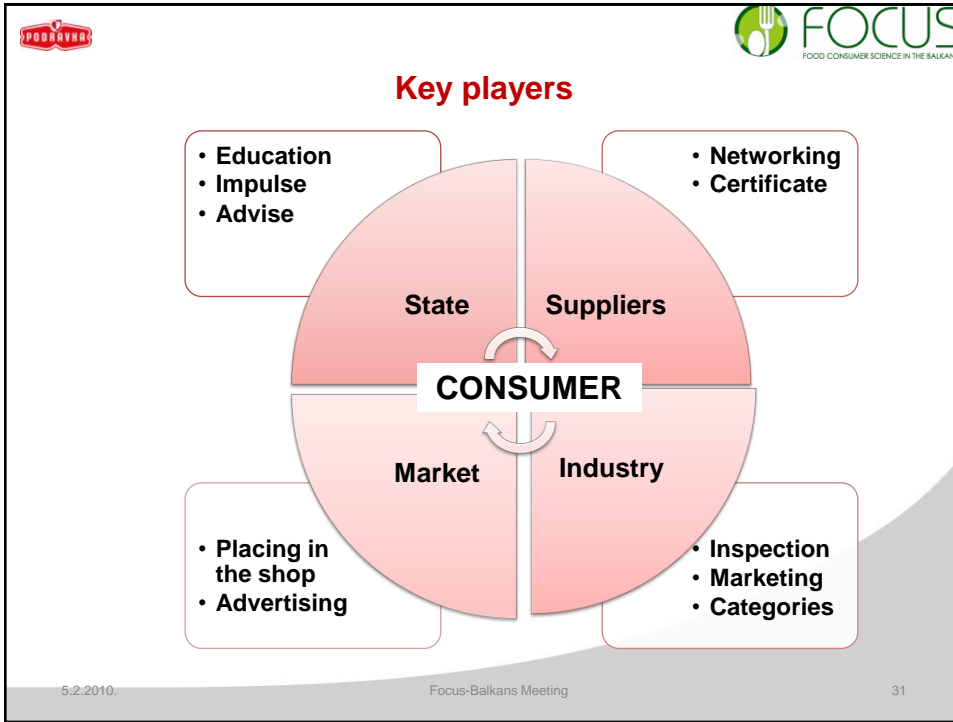 PODRAVKA
FOCUS
FOOD CONSUMER SCIENCE IN THE BALKAN
Key players
• Education
• Impulse
• Advise
• Networking
• Certificate
State
Suppliers
CONSUMER
Market
Industry
• Placing in
the shop
• Advertising
• Inspection
• Marketing
• Categories
5.2.2010.
Focus-Balkans Meeting
31